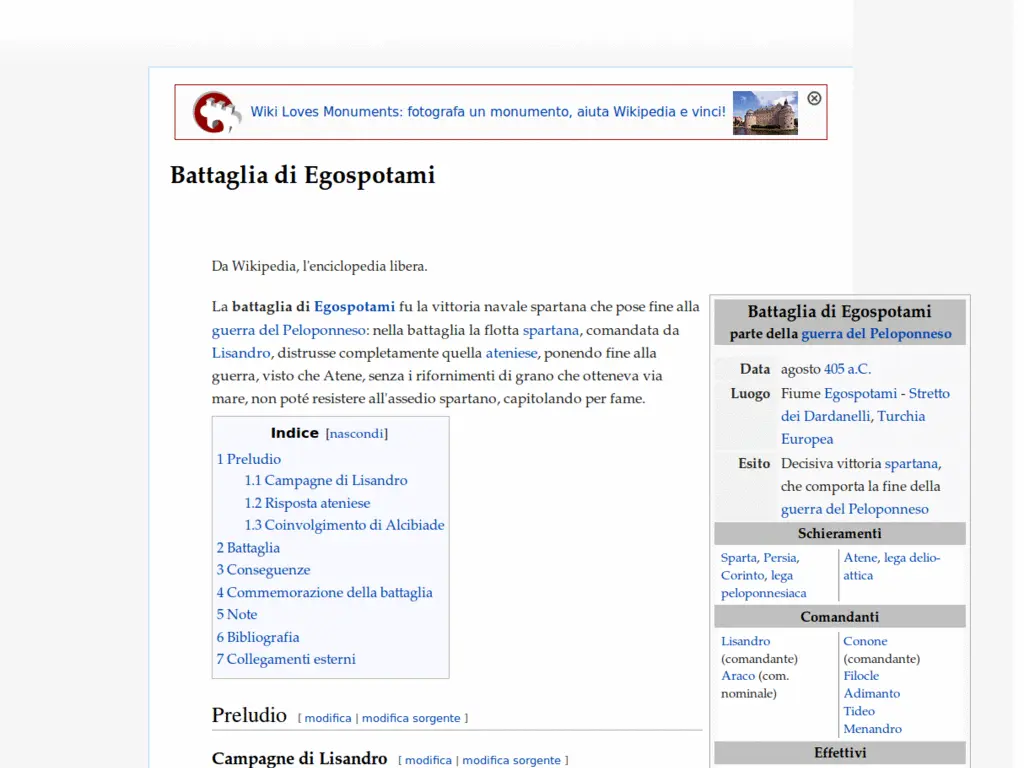 Wiki Loves Monuments: fotografa un monumento, aiuta Wikipedia e vinci!
Battaglia di Egospotami
Da Wikipedia, l'enciclopedia libera.
La battaglia di Egospotami fu la vittoria navale spartana che pose fine alla
guerra del Peloponneso: nella battaglia la flotta spartana, comandata da
Lisandro, distrusse completamente quella ateniese, ponendo fine alla
guerra, visto che Atene, senza i rifornimenti di grano che otteneva via
mare, non poté resistere all'assedio spartano, capitolando per fame.
Indice [nascondi]
1 Preludio
1.1 Campagne di Lisandro
1.2 Risposta ateniese
1.3 Coinvolgimento di Alcibiade
2 Battaglia
3 Conseguenze
4 Commemorazione della battaglia
5 Note
6 Bibliografia
7 Collegamenti esterni
Preludio [ modifica | modifica sorgente ]
Campagne di Lisandro [ modifica | modifica sorgente ]
Battaglia di Egospotami
parte della guerra del Peloponneso
Data agosto 405 a.C.
Luogo Fiume Egospotami - Stretto
dei Dardanelli, Turchia
Europea
Esito Decisiva vittoria spartana,
che comporta la fine della
guerra del Peloponneso
Schieramenti
Sparta, Persia,
Corinto, lega
peloponnesiaca
Atene, lega delio-
attica
Comandanti
Lisandro
(comandante)
Araco (com.
nominale)
Conone
(comandante)
Filocle
Adimanto
Tideo
Menandro
Effettivi